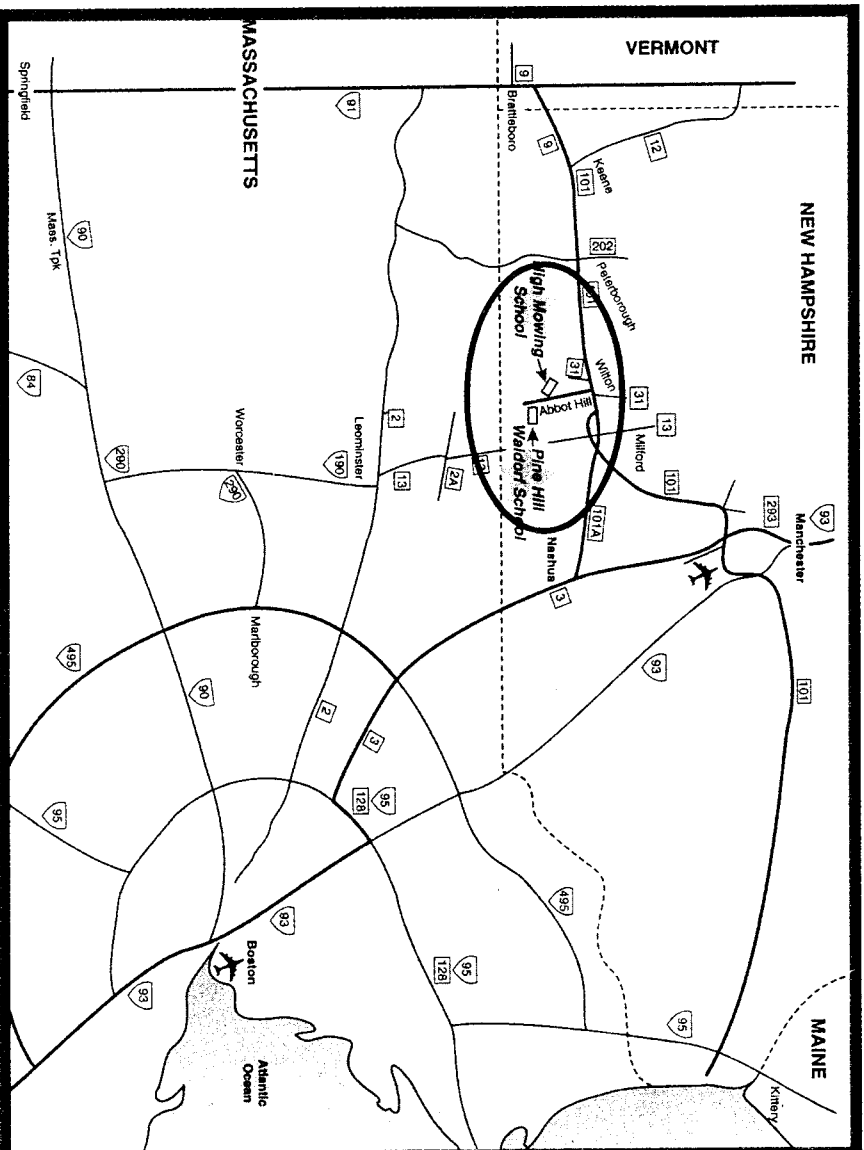 VERMONT
NEW HAMPSHIRE
MAINE
MASSACHUSETTS
9
Brattleboro
9
12
Keene
101
202
Peterborough
High Mowing
School
31
Wilton
31
Abbot Hill
13
Milford
Pine Hill
Waldorf School
101
101A
Nashua
293
93
Manchester
101
3
93
91
Springfield
90
Mass. Tpk
84
2
Leominster
190
13
2A
Worcester
290
290
Marlborough
495
90
2
3
95
128
95
93
Boston
93
495
95
128
95
Kittery
Atlantic
Ocean